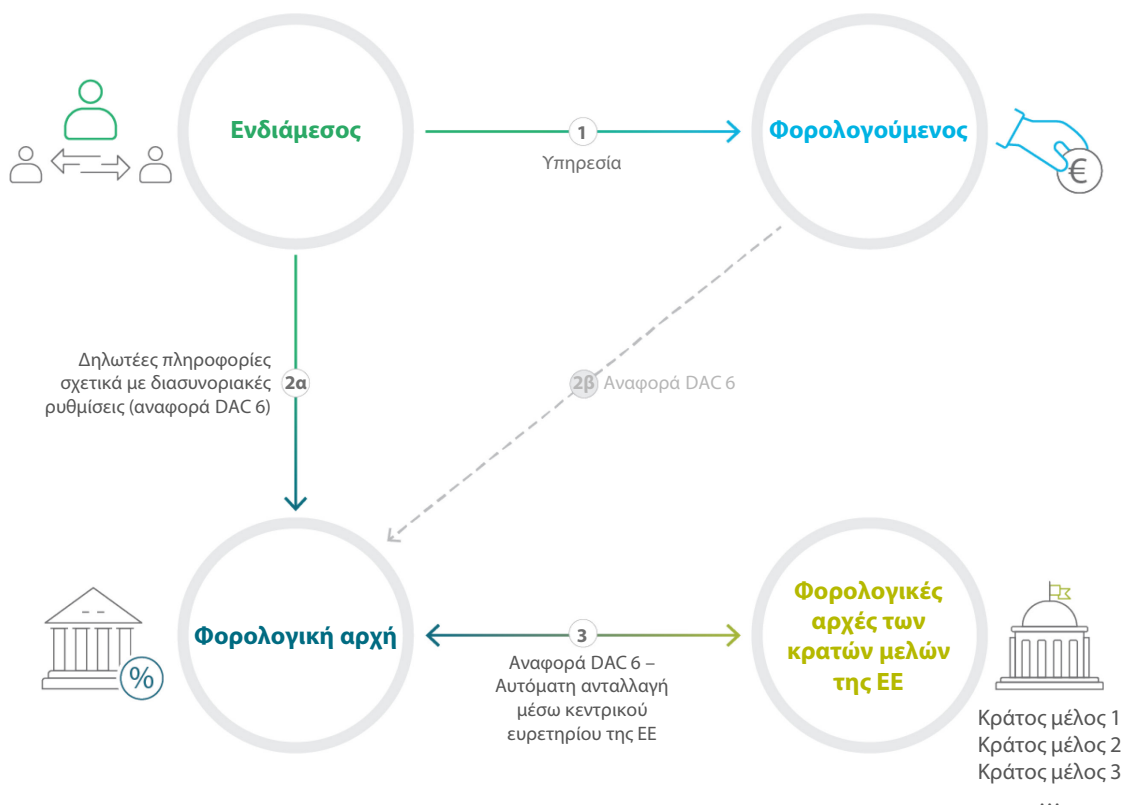 Ενδιάμεσος
1
Υπηρεσία
Φορολογούμενος
€
Δηλωτέες πληροφορίες
σχετικά με διασυνοριακές
ρυθμίσεις (αναφορά DAC 6)
2α
2β Αναφορά DAC 6
%
Φορολογική αρχή
3
Αναφορά DAC 6 –
Αυτόματη ανταλλαγή
μέσω κεντρικού
ευρετηρίου της ΕΕ
Φορολογικές
αρχές των
κρατών μελών
της ΕΕ
Κράτος μέλος 1
Κράτος μέλος 2
Κράτος μέλος 3
...